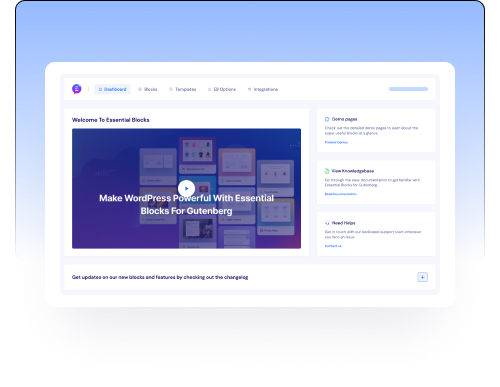 Dashboard
Blocks
Templates
EB Options
Integrations
Welcome To Essential Blocks
Make WordPress Powerful With Essential
Blocks For Gutenberg
Demo pages
Check out the detailed demo pages to learn about the
super useful blocks at a glance.
Preview Demos
View Knowledgebase
Go through the easy documentation to get familiar with
Essential Blocks for Gutenberg.
Read Documentation
Need Helps
Get in touch with our dedicated support team whenever
you face an issue.
Contact us
Get updates on our new blocks and features by checking out the changelog